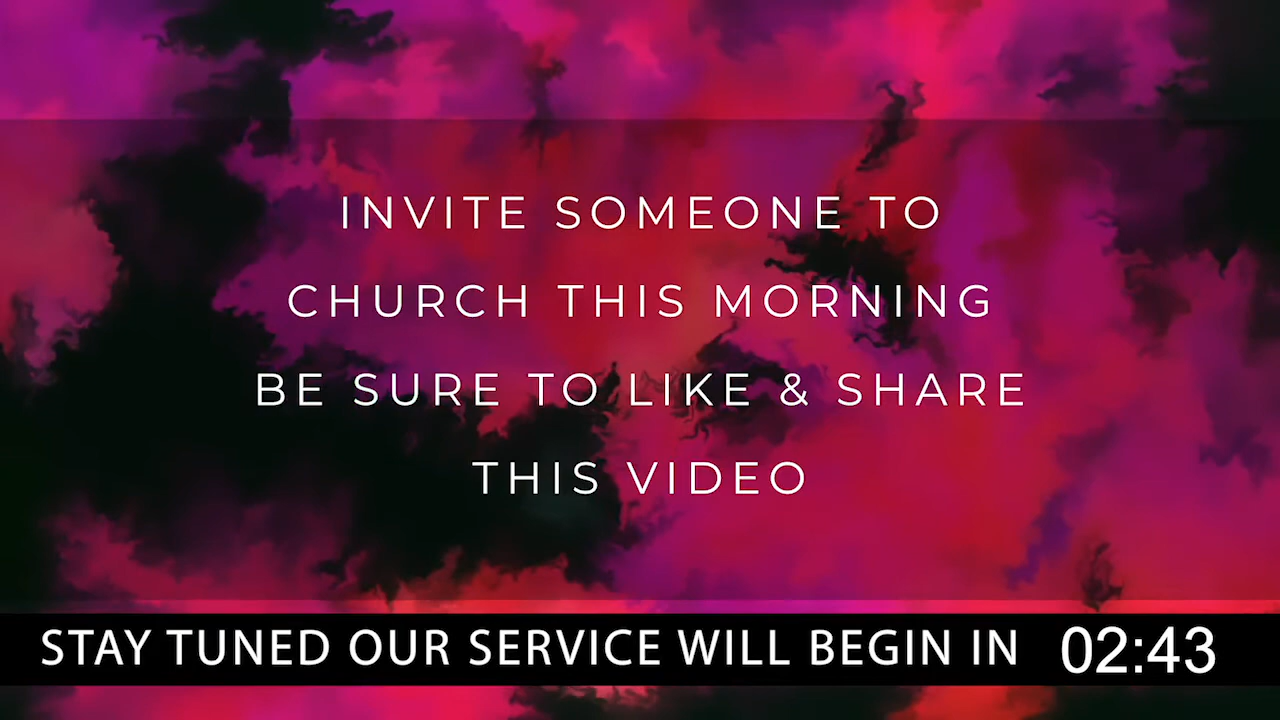 INVITE SOMEONE TO
CHURCH THIS MORNING
BE SURE TO LIKE & SHARE
THIS VIDEO
STAY TUNED OUR SERVICE WILL BEGIN IN 02:43